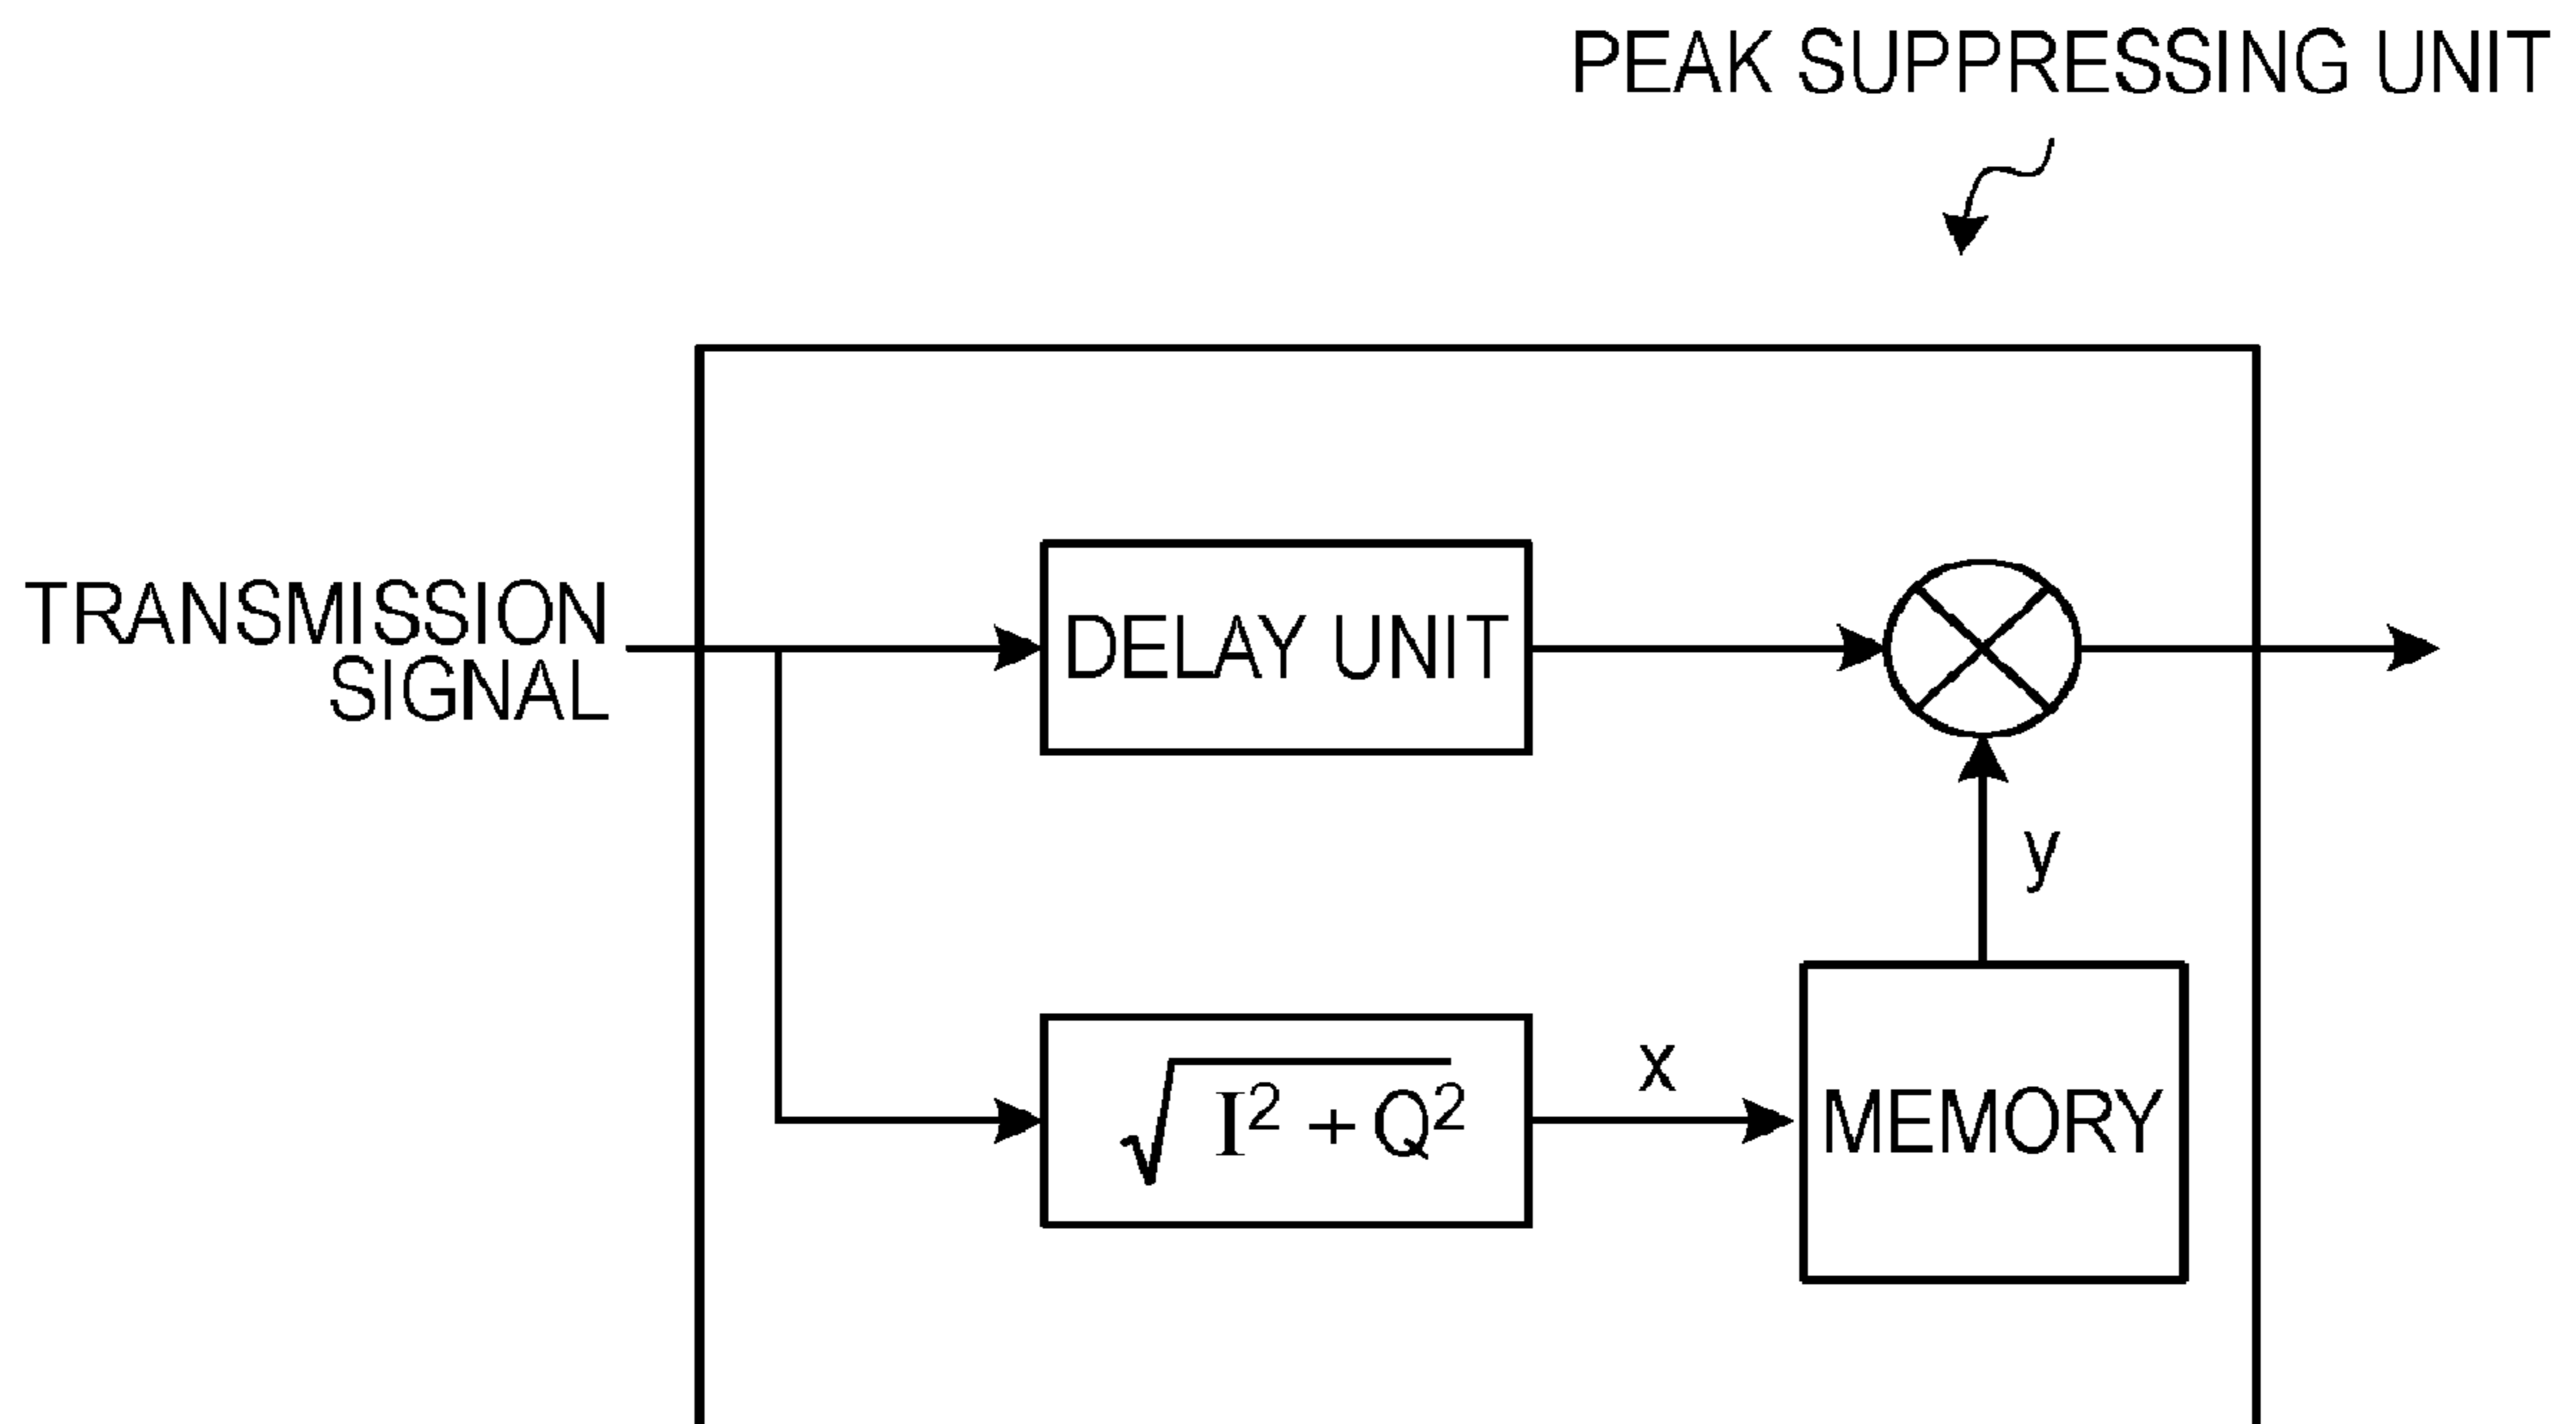 PEAK SUPPRESSING UNIT
TRANSMISSION
SIGNAL
DELAY UNIT
y
x
√I² + Q²
MEMORY